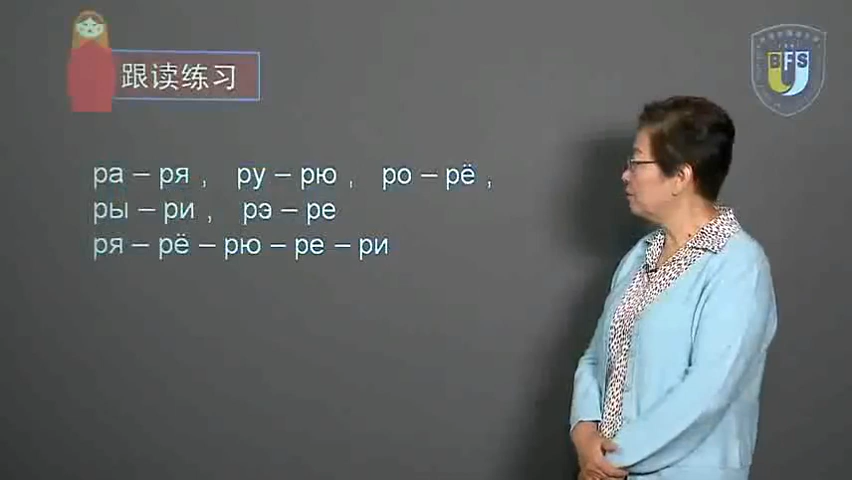 跟读练习
BFS
U
ра – ря , ру – рю , ро – рё ,
ры – ри , рэ – ре
ря – рё – рю – ре – ри